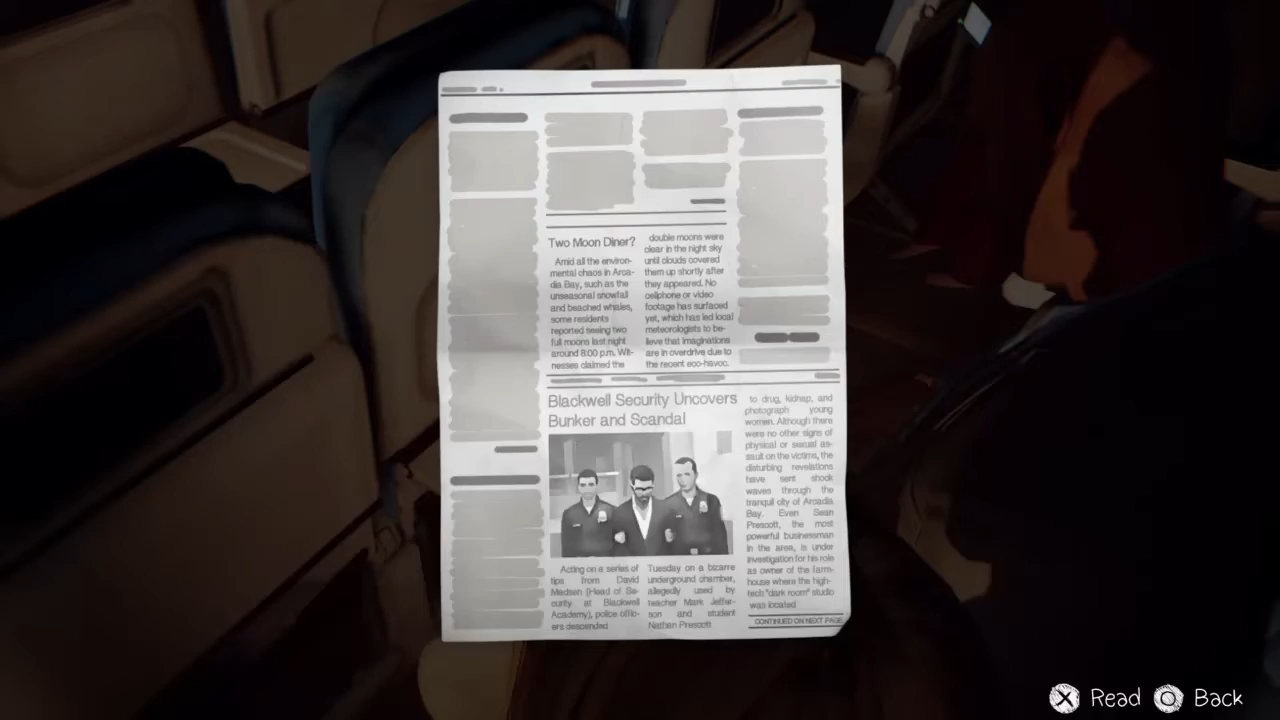 Two Moon Diner?
Amid all the environ-
mental chaos in Arca-
dia Bay, such as the
unseasonal snowfall
and beached whales,
some residents
reported seeing two
full moons last night
around 8:00 p.m. Wit-
nesses claimed the
double moons were
clear in the night sky
until clouds covered
them up shortly after
they appeared. No
cellphone or video
footage has surfaced
yet, which has led local
meteorologists to be-
lieve that imaginations
are in overdrive due to
the recent eco-havoc.
Blackwell Security Uncovers
Bunker and Scandal
Acting on a series of
tips from David
Madsen (Head of Se-
curity at Blackwell
Academy), police offic-
ers descended
Tuesday on a bizarre
underground chamber,
allegedly used by
teacher Mark Jeffer-
son and student
Nathan Prescott
to drug, kidnap, and
photograph young
women. Although there
were no other signs of
physical or sexual as-
sault on the victims, the
disturbing revelations
have sent shock
waves through the
tranquil city of Arcadia
Bay. Even Sean
Prescott, the most
powerful businessman
in the area, is under
investigation for his role
as owner of the farm-
house where the high-
tech "dark room" studio
was located
CONTINUED ON NEXT PAGE
Read
Back